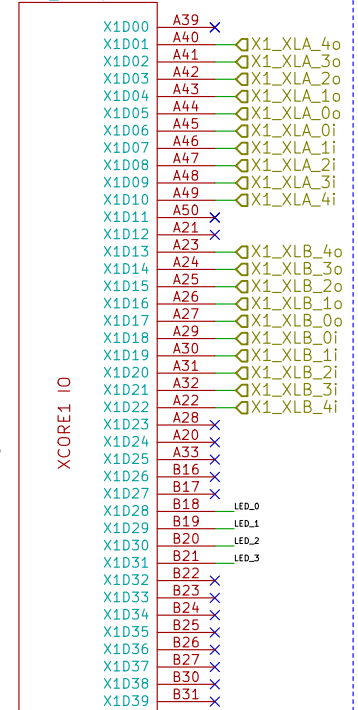 X1D00 A39
X1D01 A40 X1_XLA_4o
X1D02 A41 X1_XLA_3o
X1D03 A42 X1_XLA_2o
X1D04 A43 X1_XLA_1o
X1D05 A44 X1_XLA_0o
X1D06 A45 X1_XLA_0i
X1D07 A46 X1_XLA_1i
X1D08 A47 X1_XLA_2i
X1D09 A48 X1_XLA_3i
X1D10 A49 X1_XLA_4i
X1D11 A50
X1D12 A21
X1D13 A23 X1_XLB_4o
X1D14 A24 X1_XLB_3o
X1D15 A25 X1_XLB_2o
X1D16 A26 X1_XLB_1o
X1D17 A27 X1_XLB_0o
X1D18 A29 X1_XLB_0i
X1D19 A30 X1_XLB_1i
X1D20 A31 X1_XLB_2i
X1D21 A32 X1_XLB_3i
X1D22 A22 X1_XLB_4i
X1D23 A28
X1D24 A20
X1D25 A33
X1D26 B16
X1D27 B17
X1D28 B18 LED_0
X1D29 B19 LED_1
X1D30 B20 LED_2
X1D31 B21 LED_3
X1D32 B22
X1D33 B23
X1D34 B24
X1D35 B25
X1D36 B26
X1D37 B27
X1D38 B30
X1D39 B31
XCORE1 IO